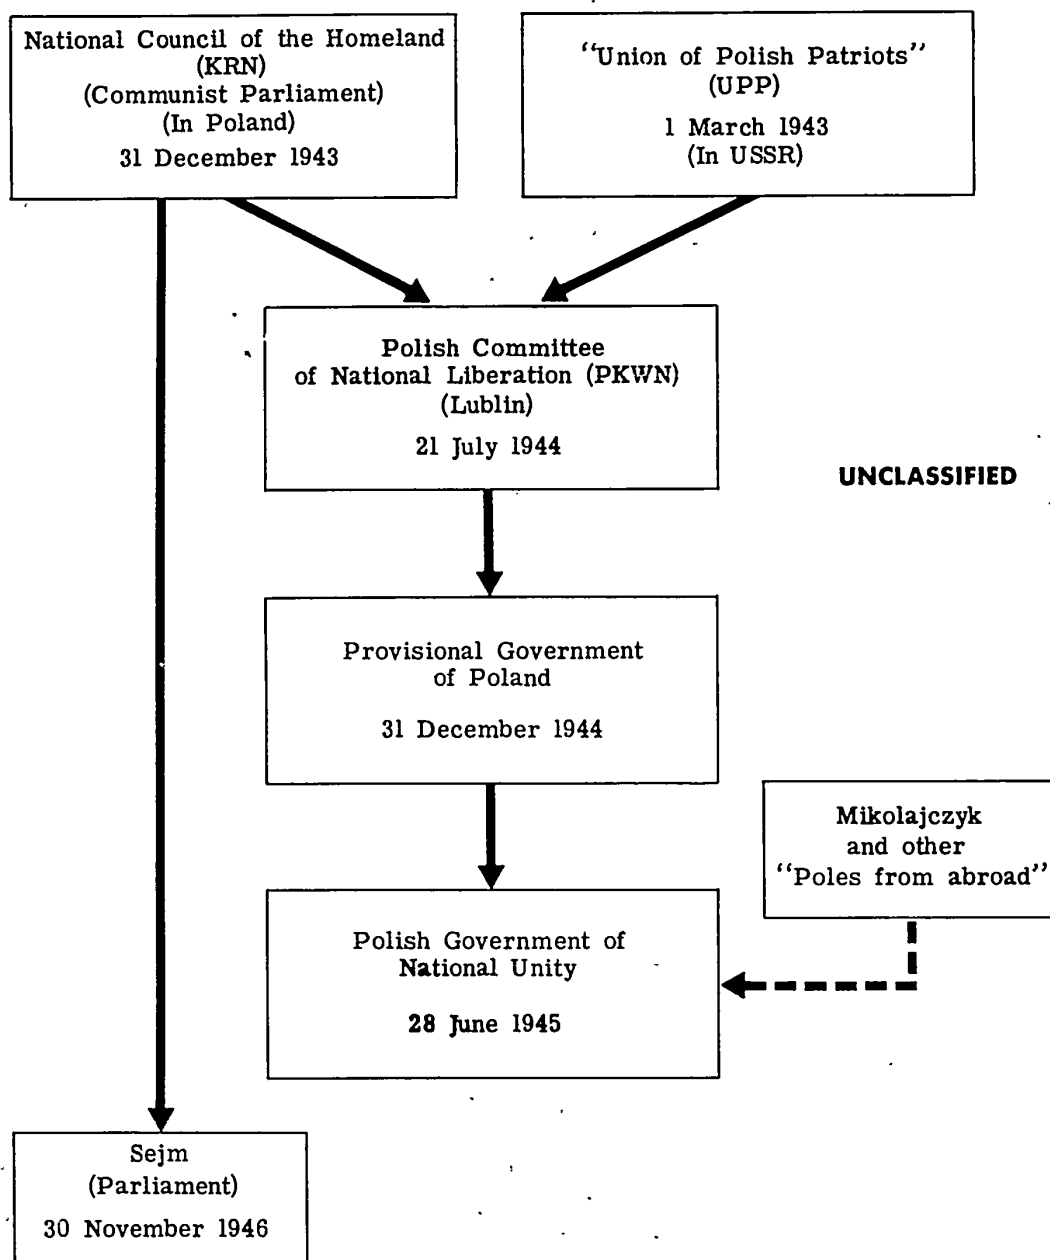 National Council of the Homeland
(KRN)
(Communist Parliament)
(In Poland)
31 December 1943
“Union of Polish Patriots”
(UPP)
1 March 1943
(In USSR)
Polish Committee
of National Liberation (PKWN)
(Lublin)
21 July 1944
UNCLASSIFIED
Provisional Government
of Poland
31 December 1944
Mikolajczyk
and other
“Poles from abroad”
Polish Government of
National Unity
28 June 1945
Sejm
(Parliament)
30 November 1946